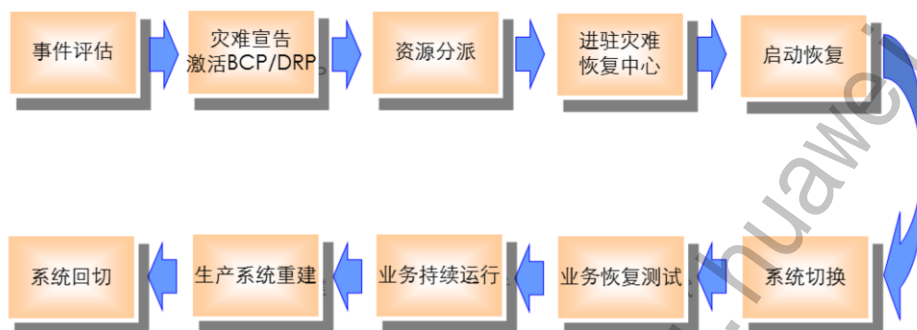 事件评估
灾难宣告
激活BCP/DRP。
资源分派
进驻灾难
恢复中心
启动恢复
系统切换
业务恢复测试.
业务持续运行.
生产系统重建.
系统回切
.huawei